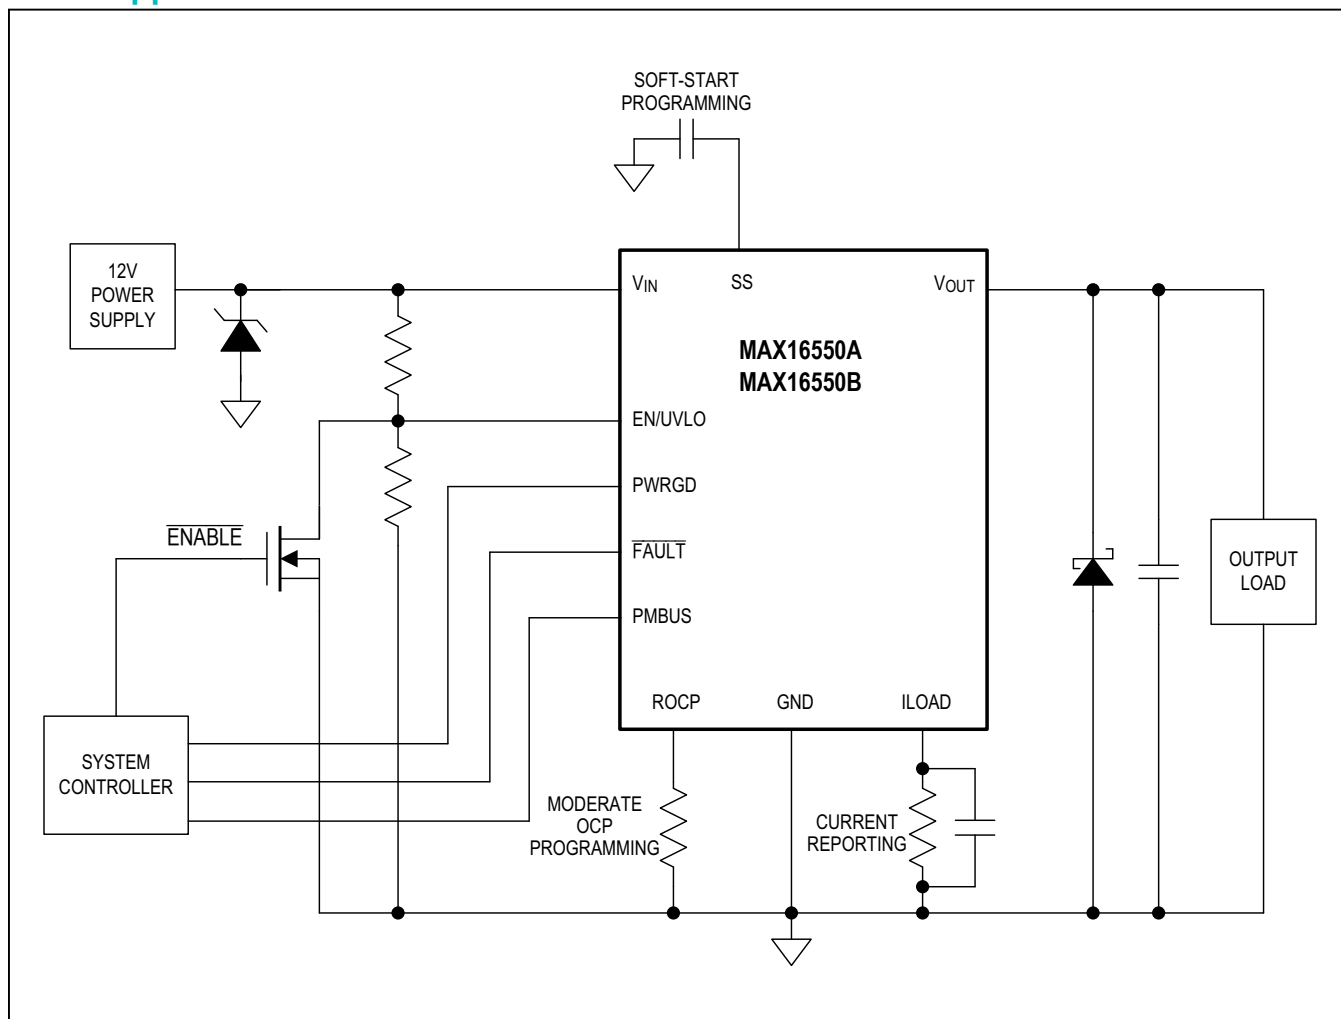 SOFT-START
PROGRAMMING
12V
POWER
SUPPLY
VIN
SS
VOUT
MAX16550A
MAX16550B
EN/UVLO
PWRGD
ENABLE
FAULT
PMBUS
OUTPUT
LOAD
ROCP
GND
ILOAD
SYSTEM
CONTROLLER
MODERATE
OCP
PROGRAMMING
CURRENT
REPORTING